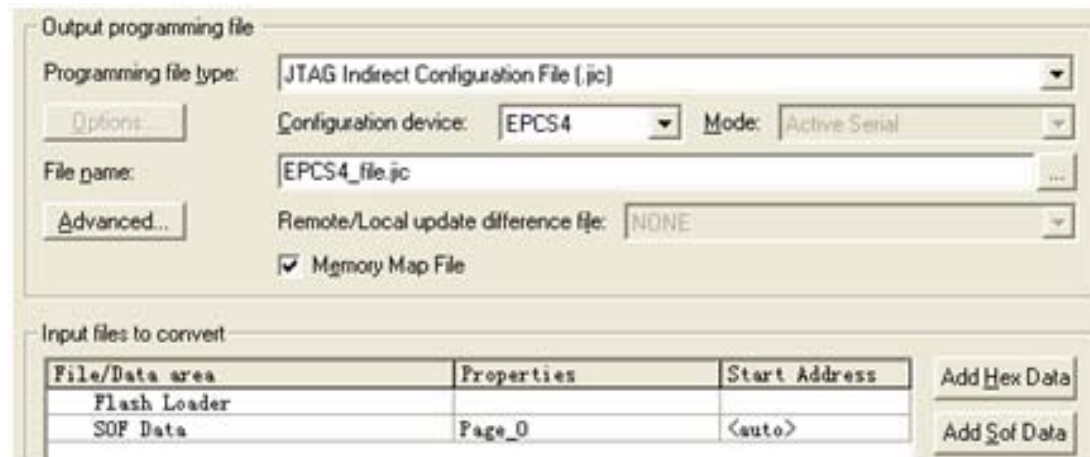 Output programming file
Programming file type: JTAG Indirect Configuration File (.jic)
Options... Configuration device: EPCS4 Mode: Active Serial
File name: EPCS4_file.jic ...
Advanced... Remote/Local update difference file: NONE
Memory Map File
Input files to convert
File/Data area Properties Start Address Add Hex Data
Flash Loader
SOF Data Page_0 <auto> Add Sof Data